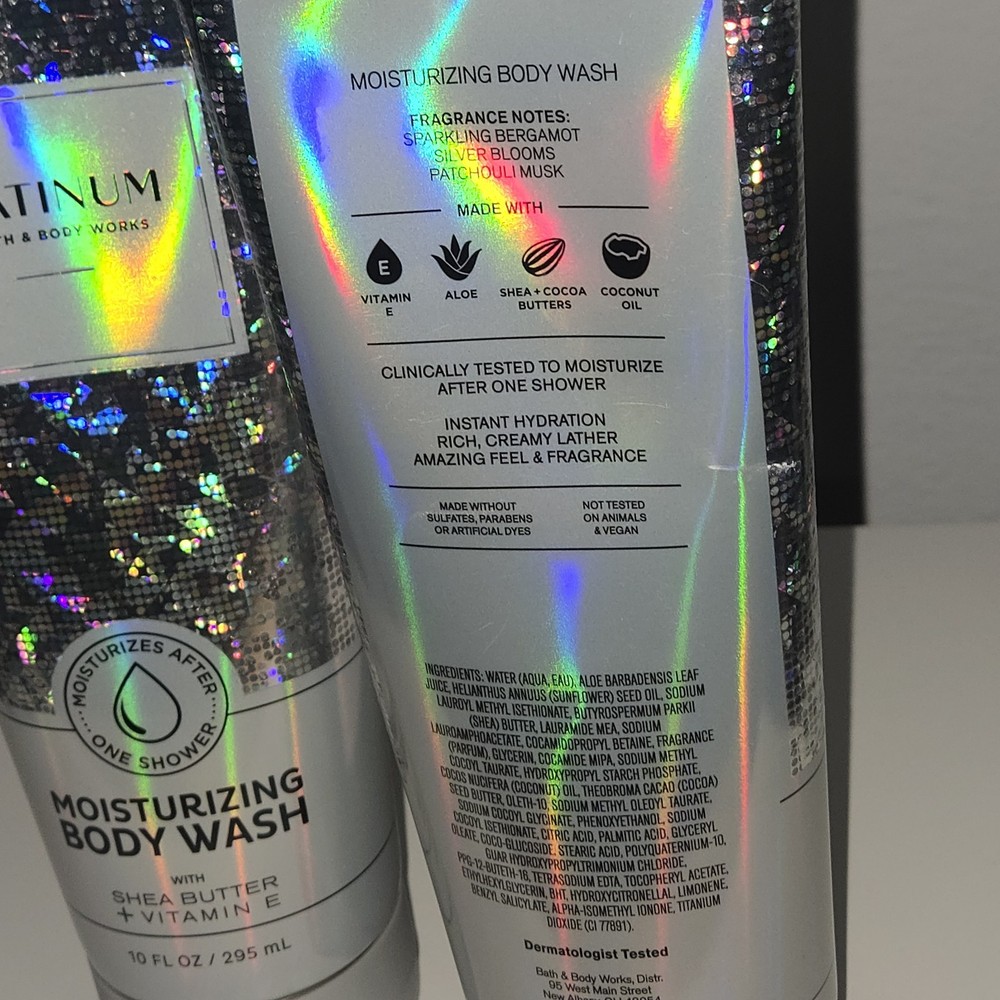 ATINUM
TH & BODY WORKS
MOISTURIZES AFTER
ONE SHOWER
MOISTURIZING
BODY WASH
WITH
SHEA BUTTER
+ VITAMIN E
10 FL OZ / 295 mL
MOISTURIZING BODY WASH
FRAGRANCE NOTES:
SPARKLING BERGAMOT
SILVER BLOOMS
PATCHOULI MUSK
MADE WITH
E
VITAMIN
E
ALOE
SHEA + COCOA
BUTTERS
COCONUT
OIL
CLINICALLY TESTED TO MOISTURIZE
AFTER ONE SHOWER
INSTANT HYDRATION
RICH, CREAMY LATHER
AMAZING FEEL & FRAGRANCE
MADE WITHOUT
SULFATES, PARABENS
OR ARTIFICIAL DYES
NOT TESTED
ON ANIMALS
& VEGAN
INGREDIENTS: WATER (AQUA, EAU), ALOE BARBADENSIS LEAF
JUICE, HELIANTHUS ANNUUS (SUNFLOWER) SEED OIL, SODIUM
LAUROYL METHYL ISETHIONATE, BUTYROSPERMUM PARKII
(SHEA) BUTTER, LAURAMIDE MEA, SODIUM
LAUROAMPHOACETATE, COCAMIDOPROPYL BETAINE, FRAGRANCE
(PARFUM), GLYCERIN, COCAMIDE MIPA, SODIUM METHYL
COCOYL TAURATE, HYDROXYPROPYL STARCH PHOSPHATE,
COCOS NUCIFERA (COCONUT) OIL, THEOBROMA CACAO (COCOA)
SEED BUTTER, OLETH-10, SODIUM METHYL OLEOYL TAURATE,
SODIUM COCOYL GLYCINATE, PHENOXYETHANOL, SODIUM
COCOYL ISETHIONATE, CITRIC ACID, PALMITIC ACID, GLYCERYL
OLEATE, COCO-GLUCOSIDE, STEARIC ACID, POLYQUATERNIUM-10,
GUAR HYDROXYPROPYLTRIMONIUM CHLORIDE,
PPG-12-BUTETH-16, TETRASODIUM EDTA, TOCOPHERYL ACETATE,
ETHYLHEXYLGLYCERIN, BHT, HYDROXYCITRONELLAL, LIMONENE,
BENZYL SALICYLATE, ALPHA-ISOMETHYL IONONE, TITANIUM
DIOXIDE (CI 77891).
Dermatologist Tested
Bath & Body Works, Distr.
95 West Main Street
New Albany, OH